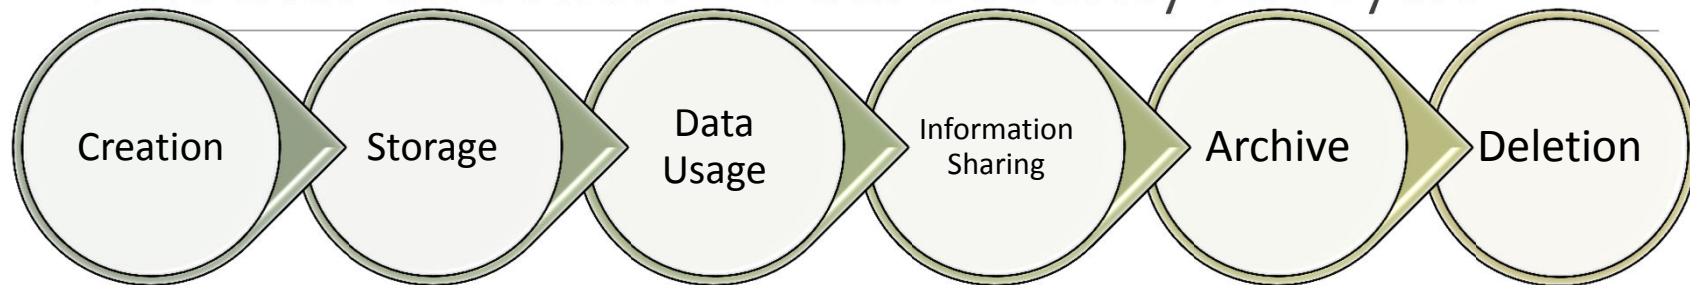 Creation
Storage
Data
Usage
Information
Sharing
Archive
Deletion